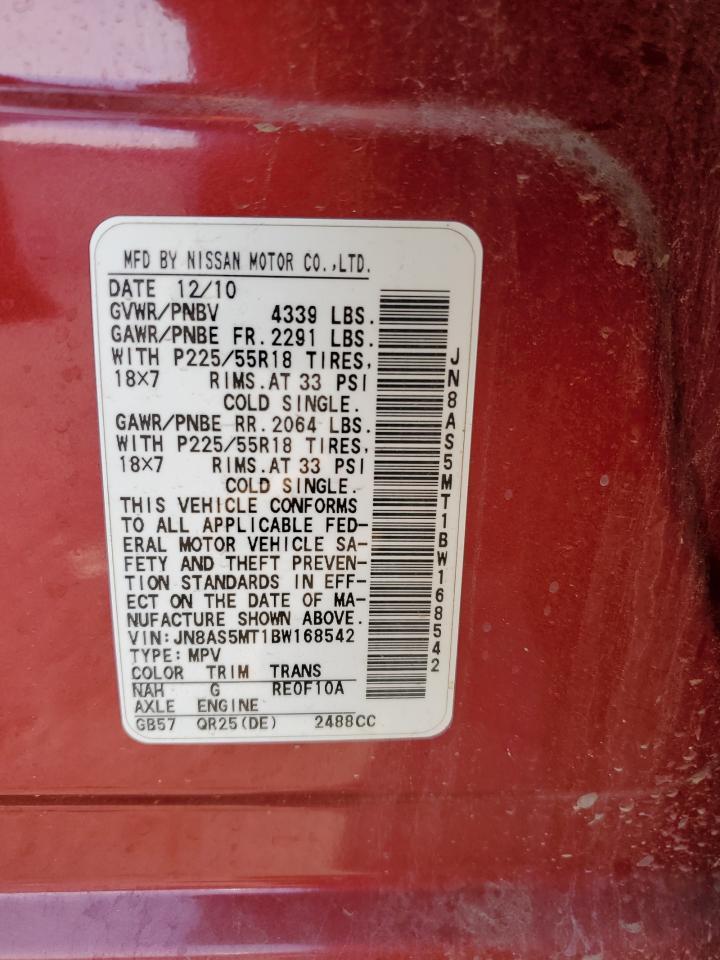 MFD BY NISSAN MOTOR CO.,LTD.
DATE 12/10
GVWR/PNBV 4339 LBS.
GAWR/PNBE FR.2291 LBS.
WITH P225/55R18 TIRES,
18X7 RIMS.AT 33 PSI
COLD SINGLE.
GAWR/PNBE RR.2064 LBS.
WITH P225/55R18 TIRES,
18X7 RIMS.AT 33 PSI
COLD SINGLE.
THIS VEHICLE CONFORMS
TO ALL APPLICABLE FED-
ERAL MOTOR VEHICLE SA-
FETY AND THEFT PREVEN-
TION STANDARDS IN EFF-
ECT ON THE DATE OF MA-
NUFACTURE SHOWN ABOVE.
VIN:JN8AS5MT1BW168542
TYPE:MPV
COLOR TRIM TRANS
NAH G RE0F10A
AXLE ENGINE
GB57 QR25(DE) 2488CC
JN8AS5MT1BW168542